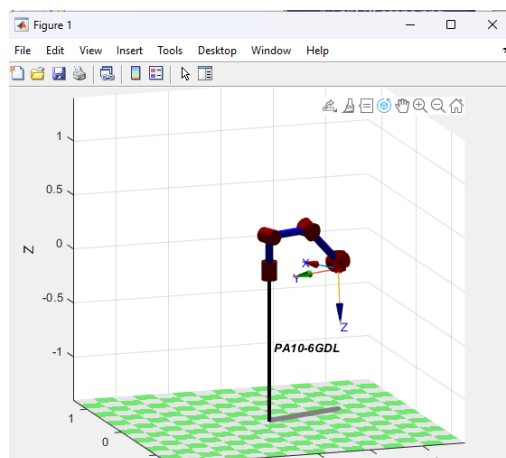 Figure 1
File Edit View Insert Tools Desktop Window Help
1
0.5
0
-0.5
-1
Z
X
Y
Z
PA10-6GDL
1
0